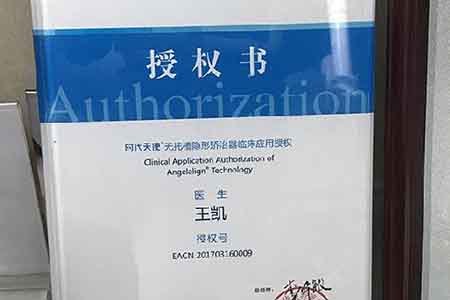 授权书
Authorization
时代天使®无托槽隐形矫治器临床应用授权
Clinical Application Authorization of
Angelalign® Technology
医生
王凯
授权号
EACN 201703160009